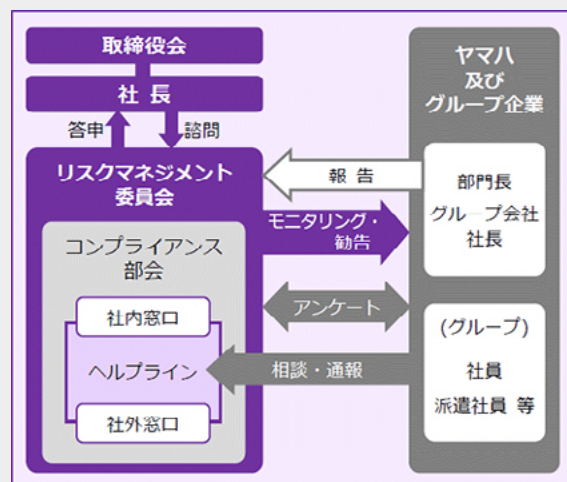 取締役会
社 長
答申
諮問
リスクマネジメント
委員会
コンプライアンス
部会
社内窓口
ヘルプライン
社外窓口
報 告
モニタリング・
勧告
アンケート
相談・通報
ヤマハ
及び
グループ企業
部門長
グループ会社
社長
(グループ)
社員
派遣社員 等